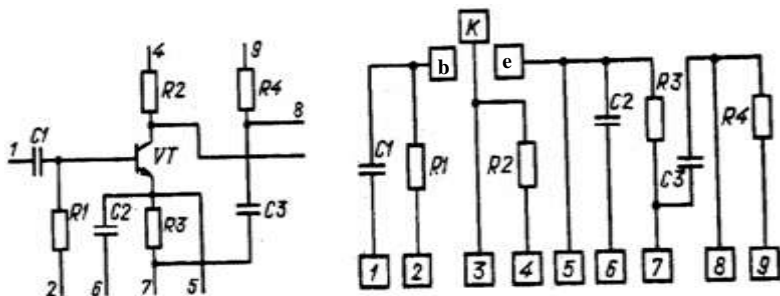 4 9
R2 R4
8
1 C1
VT
R1 C2 R3 C3
2 6 7 5
K
b e
C1 R1 R2 C2 R3 C3 R4
1 2 3 4 5 6 7 8 9